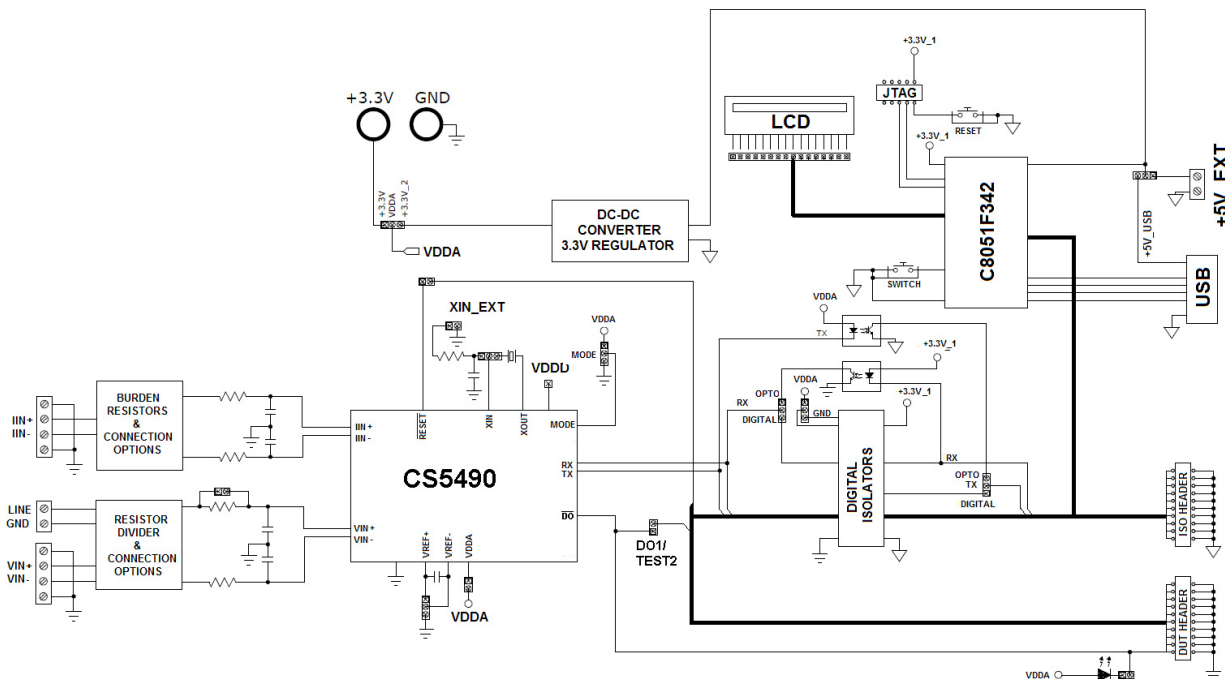 +3.3V_1
+3.3V GND
JTAG
LCD
RESET
+3.3V_1
+3.3V
VDDA
+3.3V_2
DC-DC
CONVERTER
3.3V REGULATOR
VDDA
C8051F342
+5V_EXT
+5V_USB
SWITCH
USB
XIN_EXT
VDDA
VDDA
TX
MODE
+3.3V_1
VDDD
VDDA
+3.3V_1
BURDEN
RESISTORS
&
CONNECTION
OPTIONS
IIN+
IIN-
IIN +
IIN -
RESET
XIN
XOUT
MODE
OPTO
RX
GND
DIGITAL
CS5490
RX
TX
DIGITAL
ISOLATORS
RX
OPTO
TX
DIGITAL
ISO HEADER
LINE
GND
RESISTOR
DIVIDER
&
CONNECTION
OPTIONS
VIN+
VIN-
VIN +
VIN -
DO
VREF+
VREF-
VDDA
DO1/
TEST2
VDDA
DUT HEADER
VDDA